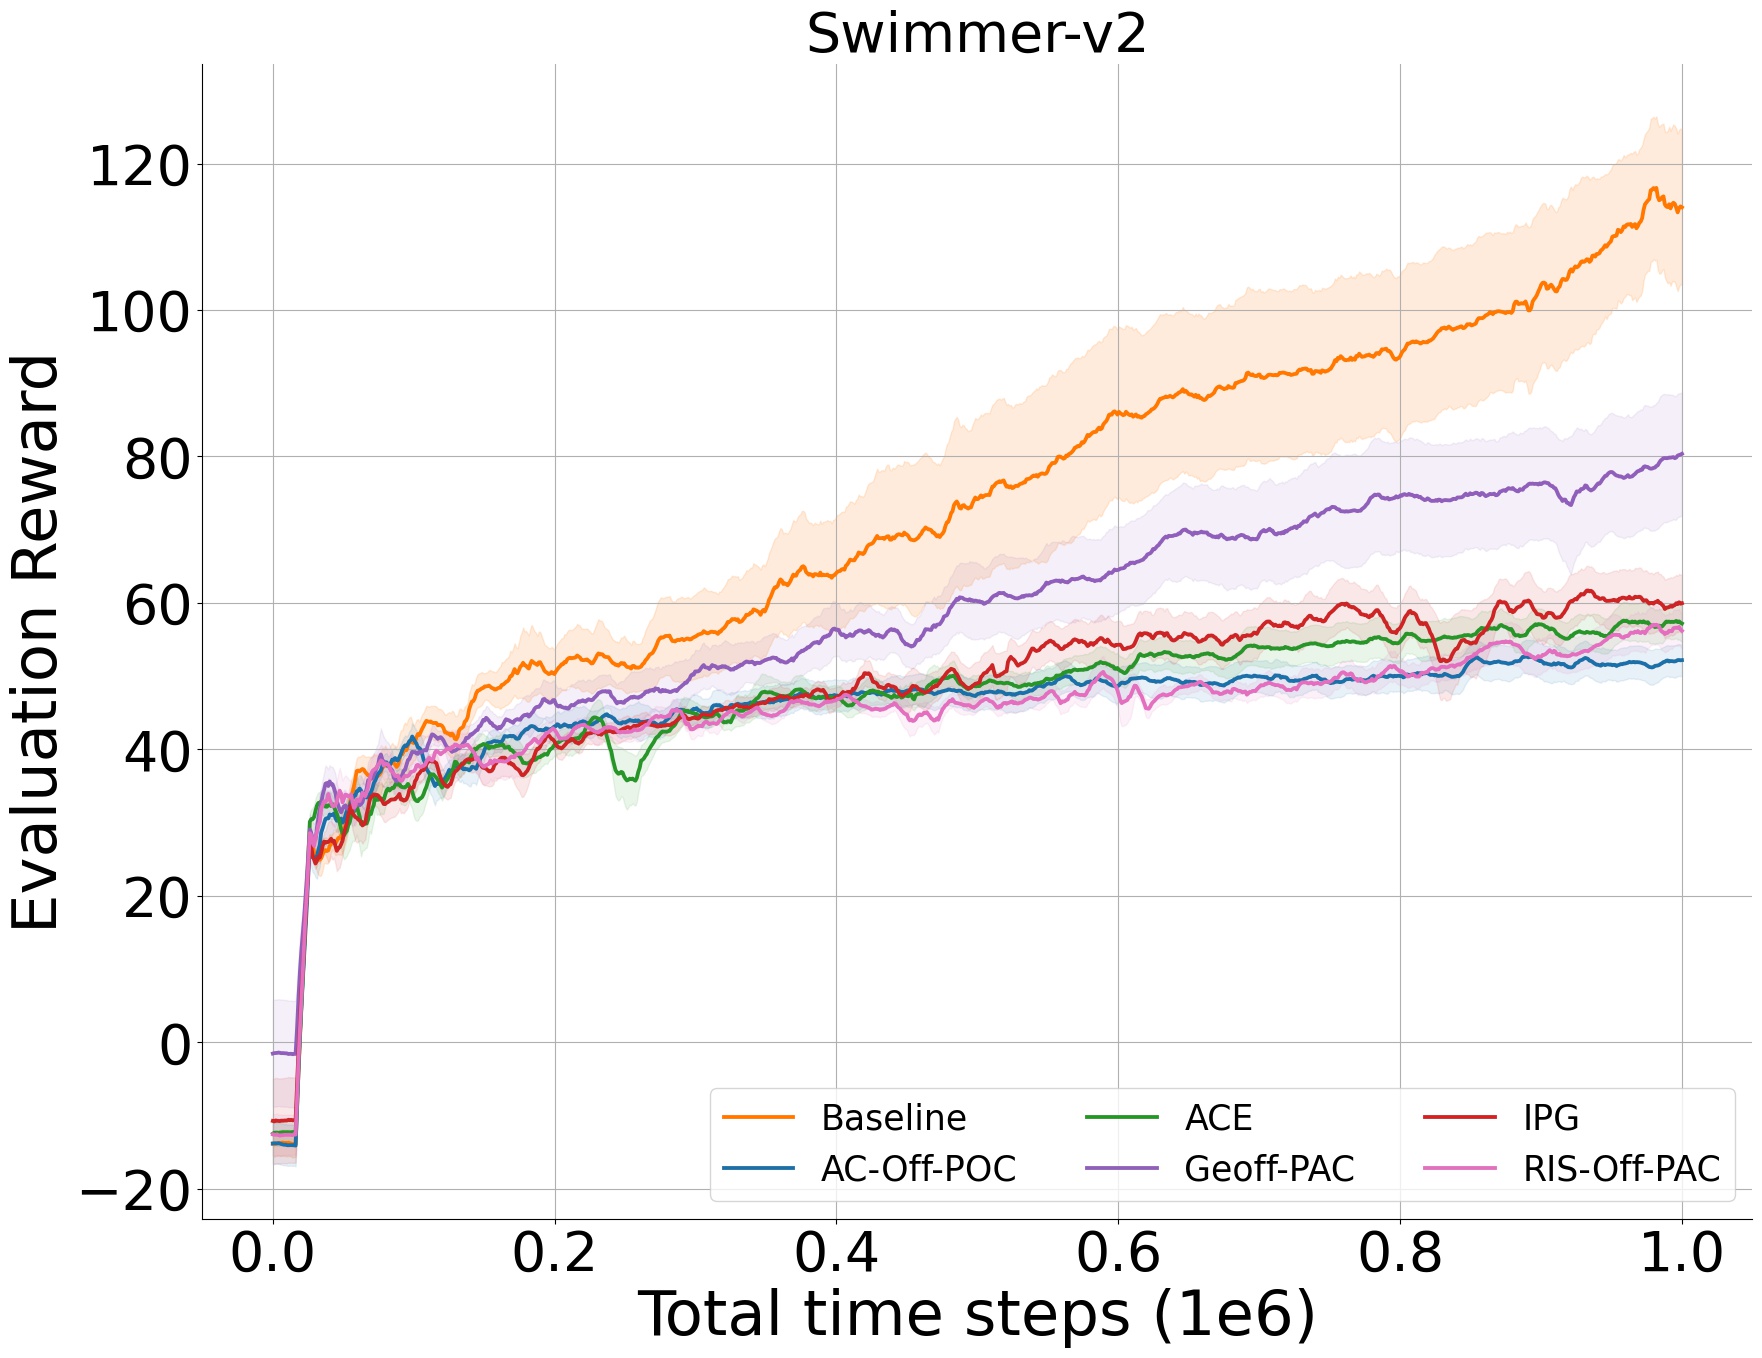 Swimmer-v2
Evaluation Reward
120
100
80
60
40
20
0
−20
0.0 0.2 0.4 0.6 0.8 1.0
Total time steps (1e6)
Baseline ACE IPG
AC-Off-POC Geoff-PAC RIS-Off-PAC